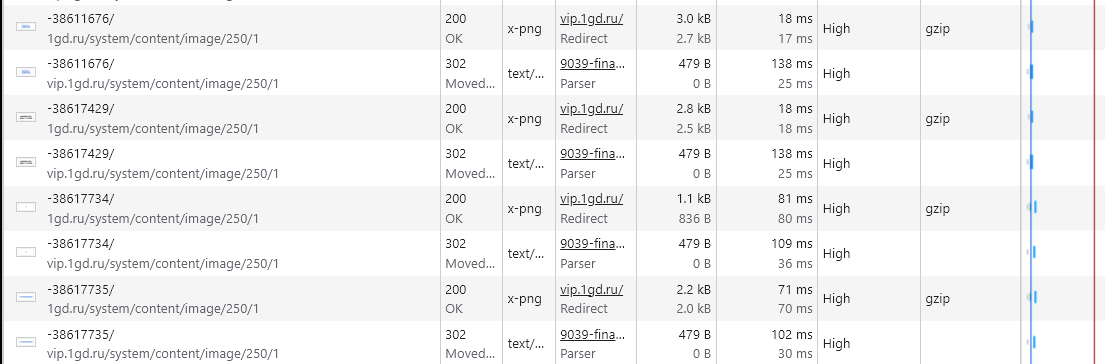 -38611676/ 200 x-png vip.1gd.ru/ 3.0 kB 18 ms High gzip
1gd.ru/system/content/image/250/1 OK Redirect 2.7 kB 17 ms
-38611676/ 302 text/... 9039-fina... 479 B 138 ms High
vip.1gd.ru/system/content/image/250/1 Moved... Parser 0 B 25 ms
-38617429/ 200 x-png vip.1gd.ru/ 2.8 kB 18 ms High gzip
1gd.ru/system/content/image/250/1 OK Redirect 2.5 kB 18 ms
-38617429/ 302 text/... 9039-fina... 479 B 138 ms High
vip.1gd.ru/system/content/image/250/1 Moved... Parser 0 B 25 ms
-38617734/ 200 x-png vip.1gd.ru/ 1.1 kB 81 ms High gzip
1gd.ru/system/content/image/250/1 OK Redirect 836 B 80 ms
-38617734/ 302 text/... 9039-fina... 479 B 109 ms High
vip.1gd.ru/system/content/image/250/1 Moved... Parser 0 B 36 ms
-38617735/ 200 x-png vip.1gd.ru/ 2.2 kB 71 ms High gzip
1gd.ru/system/content/image/250/1 OK Redirect 2.0 kB 70 ms
-38617735/ 302 text/... 9039-fina... 479 B 102 ms High
vip.1gd.ru/system/content/image/250/1 Moved... Parser 0 B 30 ms